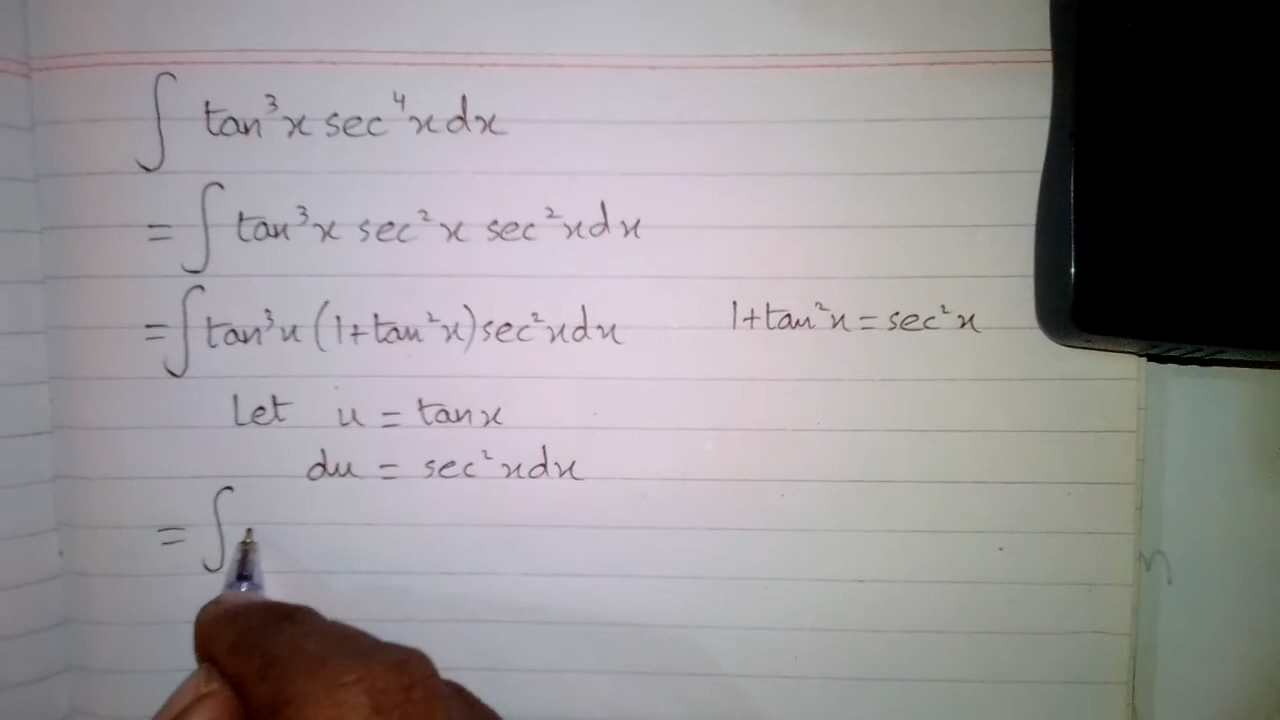 ∫ tan³x sec⁴x dx
= ∫ tan³x sec²x sec²x dx
= ∫ tan³x (1+tan²x) sec²x dx 1+tan²x = sec²x
Let u = tanx
du = sec²x dx
= ∫